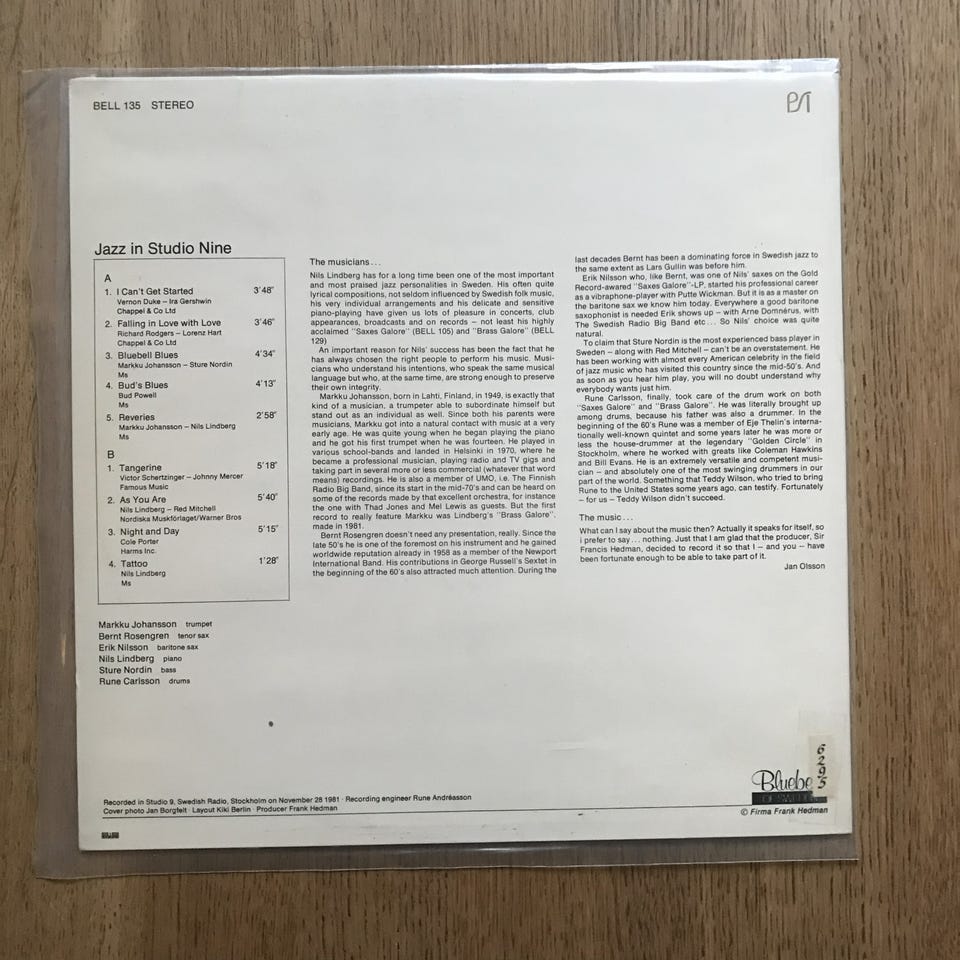 BELL 135 STEREO
Jazz in Studio Nine
A
1. I Can't Get Started 3'48"
Vernon Duke – Ira Gershwin
Chappel & Co Ltd
2. Falling in Love with Love 3'46"
Richard Rodgers – Lorenz Hart
Chappel & Co Ltd
3. Bluebell Blues 4'34"
Markku Johansson – Sture Nordin
Ms
4. Bud's Blues 4'13"
Bud Powell
Ms
5. Reveries 2'58"
Markku Johansson – Nils Lindberg
Ms
B
1. Tangerine 5'18"
Victor Schertzinger – Johnny Mercer
Famous Music
2. As You Are 5'40"
Nils Lindberg – Red Mitchell
Nordiska Muskförlaget/Warner Bros
3. Night and Day 5'15"
Cole Porter
Harms Inc.
4. Tattoo 1'28"
Nils Lindberg
Ms
Markku Johansson trumpet
Bernt Rosengren tenor sax
Erik Nilsson baritone sax
Nils Lindberg piano
Sture Nordin bass
Rune Carlsson drums
The musicians...
Nils Lindberg has for a long time been one of the most important
and most praised jazz personalities in Sweden. His often quite
lyrical compositions, not seldom influenced by Swedish folk music,
his very individual arrangements and his delicate and sensitive
piano-playing have given us lots of pleasure in concerts, club
appearances, broadcasts and on records – not least his highly
acclaimed "Saxes Galore" (BELL 105) and "Brass Galore" (BELL
129)
An important reason for Nils' success has been the fact that he
has always chosen the right people to perform his music. Musi-
cians who understand his intentions, who speak the same musical
language but who, at the same time, are strong enough to preserve
their own integrity.
Markku Johansson, born in Lahti, Finland, in 1949, is exactly that
kind of a musician, a trumpeter able to subordinate himself but
stand out as an individual as well. Since both his parents were
musicians, Markku got into a natural contact with music at a very
early age. He was quite young when he began playing the piano
and he got his first trumpet when he was fourteen. He played in
various school-bands and landed in Helsinki in 1970, where he
became a professional musician, playing radio and TV gigs and
taking part in several more or less commercial (whatever that word
means) recordings. He is also a member of UMO, i.e. The Finnish
Radio Big Band, since its start in the mid-70's and can be heard on
some of the records made by that excellent orchestra, for instance
the one with Thad Jones and Mel Lewis as guests. But the first
record to really feature Markku was Lindberg's "Brass Galore",
made in 1981.
Bernt Rosengren doesn't need any presentation, really. Since the
late 50's he is one of the foremost on his instrument and he gained
worldwide reputation already in 1958 as a member of the Newport
International Band. His contributions in George Russell's Sextet in
the beginning of the 60's also attracted much attention. During the
last decades Bernt has been a dominating force in Swedish jazz to
the same extent as Lars Gullin was before him.
Erik Nilsson who, like Bernt, was one of Nils' saxes on the Gold
Record-awared "Saxes Galore"-LP, started his professional career
as a vibraphone-player with Putte Wickman. But it is as a master on
the baritone sax we know him today. Everywhere a good baritone
saxophonist is needed Erik shows up – with Arne Domnérus, with
The Swedish Radio Big Band etc... So Nils' choice was quite
natural.
To claim that Sture Nordin is the most experienced bass player in
Sweden – along with Red Mitchell – can't be an overstatement. He
has been working with almost every American celebrity in the field
of jazz music who has visited this country since the mid-50's. And
as soon as you hear him play, you will no doubt understand why
everybody wants just him.
Rune Carlsson, finally, took care of the drum work on both
"Saxes Galore" and "Brass Galore". He was literally brought up
among drums, because his father was also a drummer. In the
beginning of the 60's Rune was a member of Eje Thelin's interna-
tionally well-known quintet and some years later he was more or
less the house-drummer at the legendary "Golden Circle" in
Stockholm, where he worked with greats like Coleman Hawkins
and Bill Evans. He is an extremely versatile and competent musi-
cian – and absolutely one of the most swinging drummers in our
part of the world. Something that Teddy Wilson, who tried to bring
Rune to the United States some years ago, can testify. Fortunately
– for us – Teddy Wilson didn't succeed.
The music...
What can I say about the music then? Actually it speaks for itself, so
i prefer to say... nothing. Just that I am glad that the producer, Sir
Francis Hedman, decided to record it so that I – and you – have
been fortunate enough to be able to take part of it.
Jan Olsson
Recorded in Studio 9, Swedish Radio, Stockholm on November 28 1981 · Recording engineer Rune Andréasson
Cover photo Jan Borgfelt · Layout Kiki Berlin · Producer Frank Hedman
6295
Bluebe
© Firma Frank Hedman